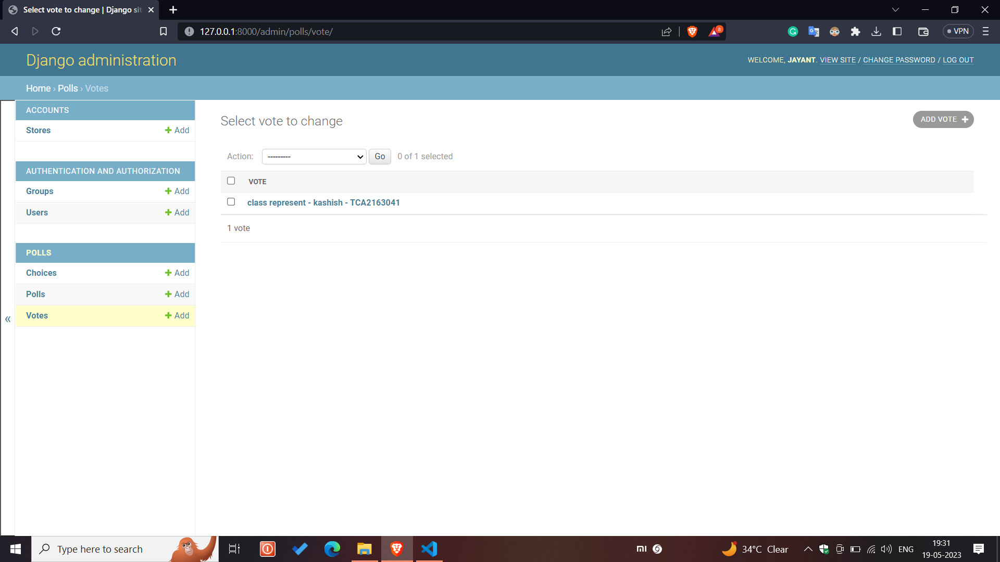 Select vote to change | Django sit
127.0.0.1:8000/admin/polls/vote/
8
VPN
Django administration
WELCOME, JAYANT. VIEW SITE / CHANGE PASSWORD / LOG OUT
Home › Polls › Votes
ACCOUNTS
Stores
Add
AUTHENTICATION AND AUTHORIZATION
Groups
Add
Users
Add
POLLS
Choices
Add
Polls
Add
Votes
Add
«
Select vote to change
ADD VOTE
Action:
---------
Go
0 of 1 selected
VOTE
class represent - kashish - TCA2163041
1 vote
Type here to search
mi
34°C Clear
ENG
19:31
19-05-2023